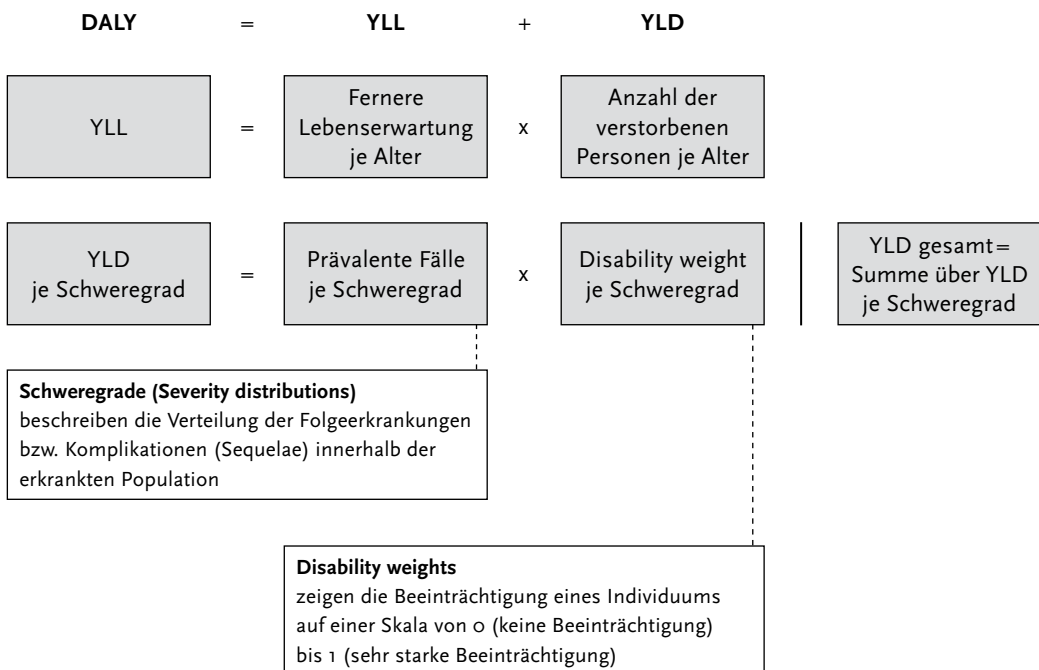 DALY = YLL + YLD
YLL = Fernere Lebenserwartung je Alter x Anzahl der verstorbenen Personen je Alter
YLD je Schweregrad = Prävalente Fälle je Schweregrad x Disability weight je Schweregrad
YLD gesamt =
Summe über YLD
je Schweregrad
Schweregrade (Severity distributions)
beschreiben die Verteilung der Folgeerkrankungen
bzw. Komplikationen (Sequelae) innerhalb der
erkrankten Population
Disability weights
zeigen die Beeinträchtigung eines Individuums
auf einer Skala von 0 (keine Beeinträchtigung)
bis 1 (sehr starke Beeinträchtigung)